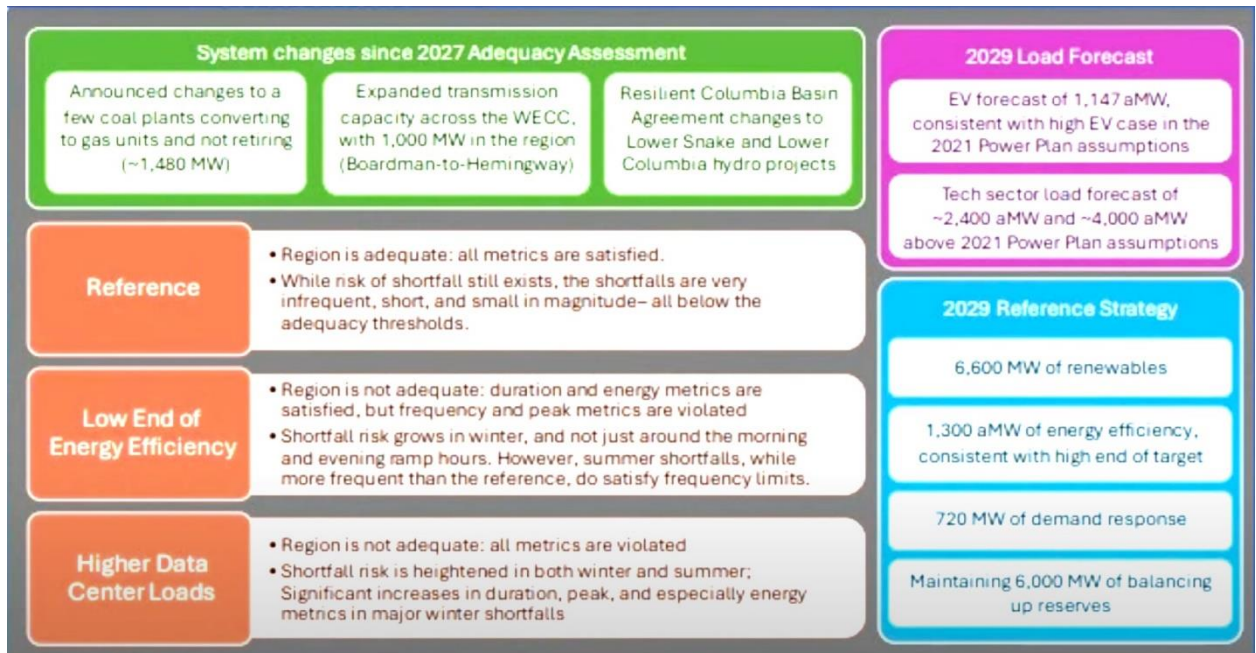 System changes since 2027 Adequacy Assessment
Announced changes to a
few coal plants converting
to gas units and not retiring
(~1,480 MW)
Expanded transmission
capacity across the WECC,
with 1,000 MW in the region
(Boardman-to-Hemingway)
Resilient Columbia Basin
Agreement changes to
Lower Snake and Lower
Columbia hydro projects
Reference
• Region is adequate: all metrics are satisfied.
• While risk of shortfall still exists, the shortfalls are very
infrequent, short, and small in magnitude– all below the
adequacy thresholds.
Low End of
Energy Efficiency
• Region is not adequate: duration and energy metrics are
satisfied, but frequency and peak metrics are violated
• Shortfall risk grows in winter, and not just around the morning
and evening ramp hours. However, summer shortfalls, while
more frequent than the reference, do satisfy frequency limits.
Higher Data
Center Loads
• Region is not adequate: all metrics are violated
• Shortfall risk is heightened in both winter and summer;
Significant increases in duration, peak, and especially energy
metrics in major winter shortfalls
2029 Load Forecast
EV forecast of 1,147 aMW,
consistent with high EV case in the
2021 Power Plan assumptions
Tech sector load forecast of
~2,400 aMW and ~4,000 aMW
above 2021 Power Plan assumptions
2029 Reference Strategy
6,600 MW of renewables
1,300 aMW of energy efficiency,
consistent with high end of target
720 MW of demand response
Maintaining 6,000 MW of balancing
up reserves